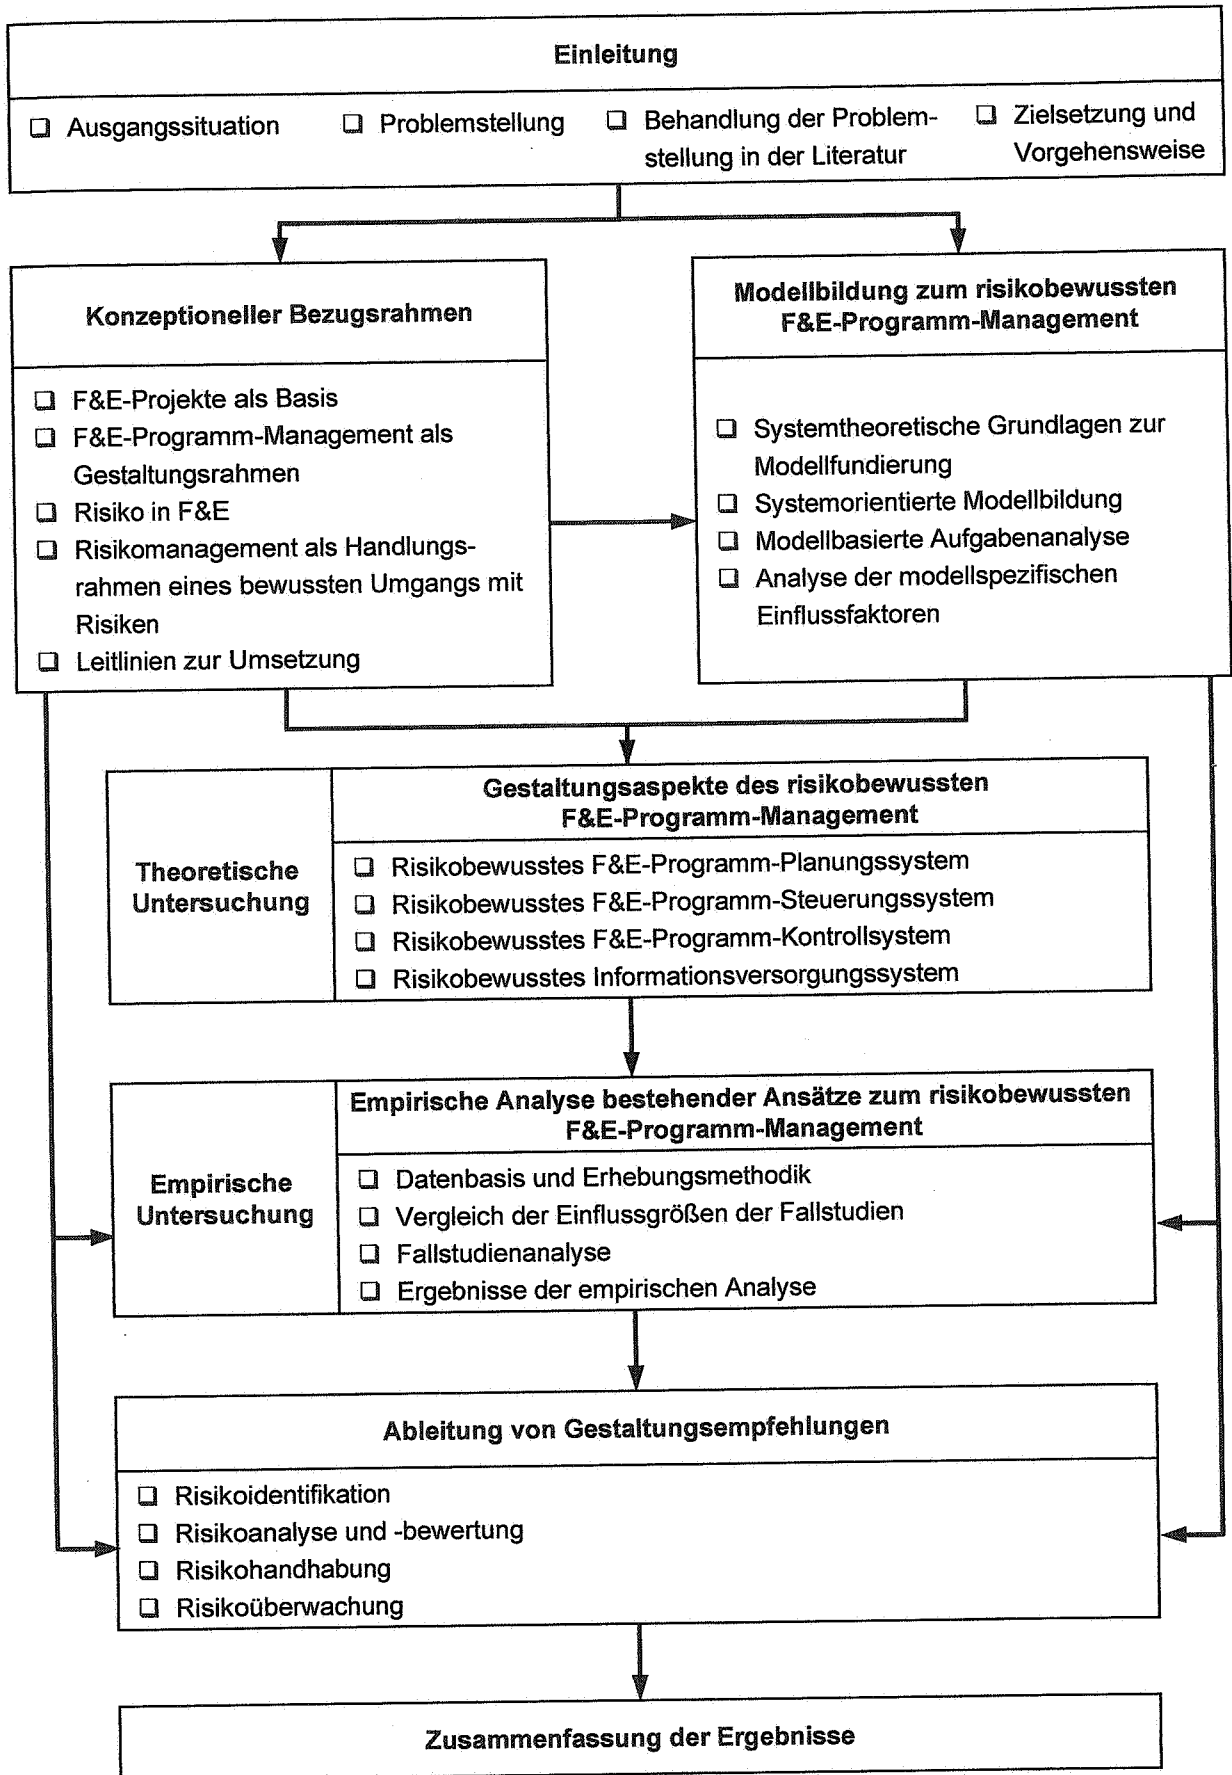 Einleitung
❑ Ausgangssituation
❑ Problemstellung
❑ Behandlung der Problem-
stellung in der Literatur
❑ Zielsetzung und
Vorgehensweise
Konzeptioneller Bezugsrahmen
❑ F&E-Projekte als Basis
❑ F&E-Programm-Management als
Gestaltungsrahmen
❑ Risiko in F&E
❑ Risikomanagement als Handlungs-
rahmen eines bewussten Umgangs mit
Risiken
❑ Leitlinien zur Umsetzung
Modellbildung zum risikobewussten
F&E-Programm-Management
❑ Systemtheoretische Grundlagen zur
Modellfundierung
❑ Systemorientierte Modellbildung
❑ Modellbasierte Aufgabenanalyse
❑ Analyse der modellspezifischen
Einflussfaktoren
Theoretische
Untersuchung
Gestaltungsaspekte des risikobewussten
F&E-Programm-Management
❑ Risikobewusstes F&E-Programm-Planungssystem
❑ Risikobewusstes F&E-Programm-Steuerungssystem
❑ Risikobewusstes F&E-Programm-Kontrollsystem
❑ Risikobewusstes Informationsversorgungssystem
Empirische
Untersuchung
Empirische Analyse bestehender Ansätze zum risikobewussten
F&E-Programm-Management
❑ Datenbasis und Erhebungsmethodik
❑ Vergleich der Einflussgrößen der Fallstudien
❑ Fallstudienanalyse
❑ Ergebnisse der empirischen Analyse
Ableitung von Gestaltungsempfehlungen
❑ Risikoidentifikation
❑ Risikoanalyse und -bewertung
❑ Risikohandhabung
❑ Risikoüberwachung
Zusammenfassung der Ergebnisse